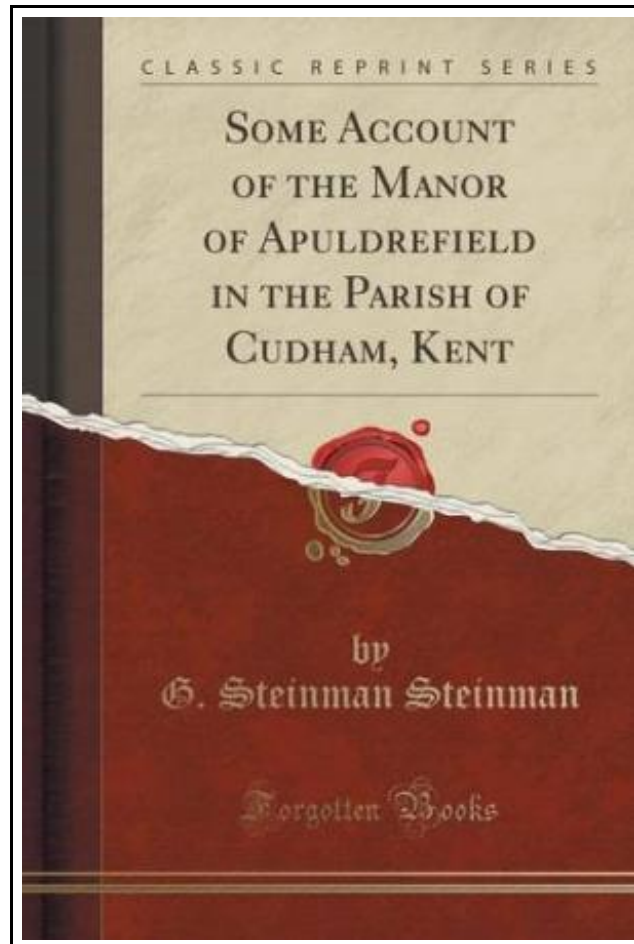 CLASSIC REPRINT SERIES
SOME ACCOUNT
OF THE MANOR
OF APULDREFIELD
IN THE PARISH OF
CUDHAM, KENT
by
G. Steinman Steinman
Forgotten Books